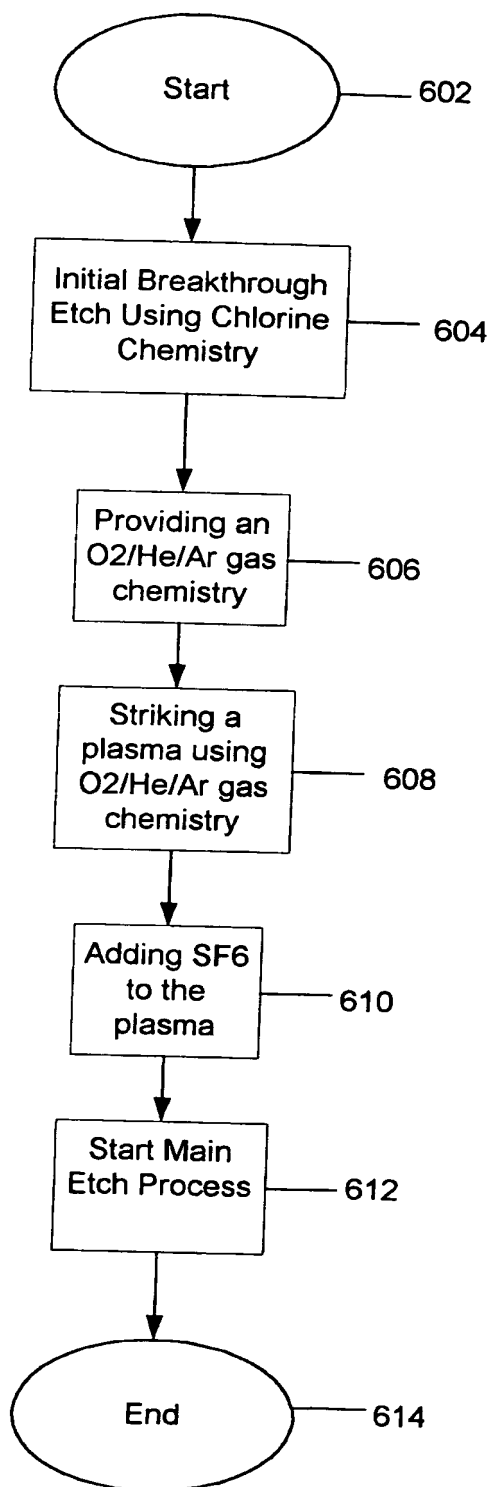 Start
602
Initial Breakthrough
Etch Using Chlorine
Chemistry
604
Providing an
O2/He/Ar gas
chemistry
606
Striking a
plasma using
O2/He/Ar gas
chemistry
608
Adding SF6
to the
plasma
610
Start Main
Etch Process
612
End
614